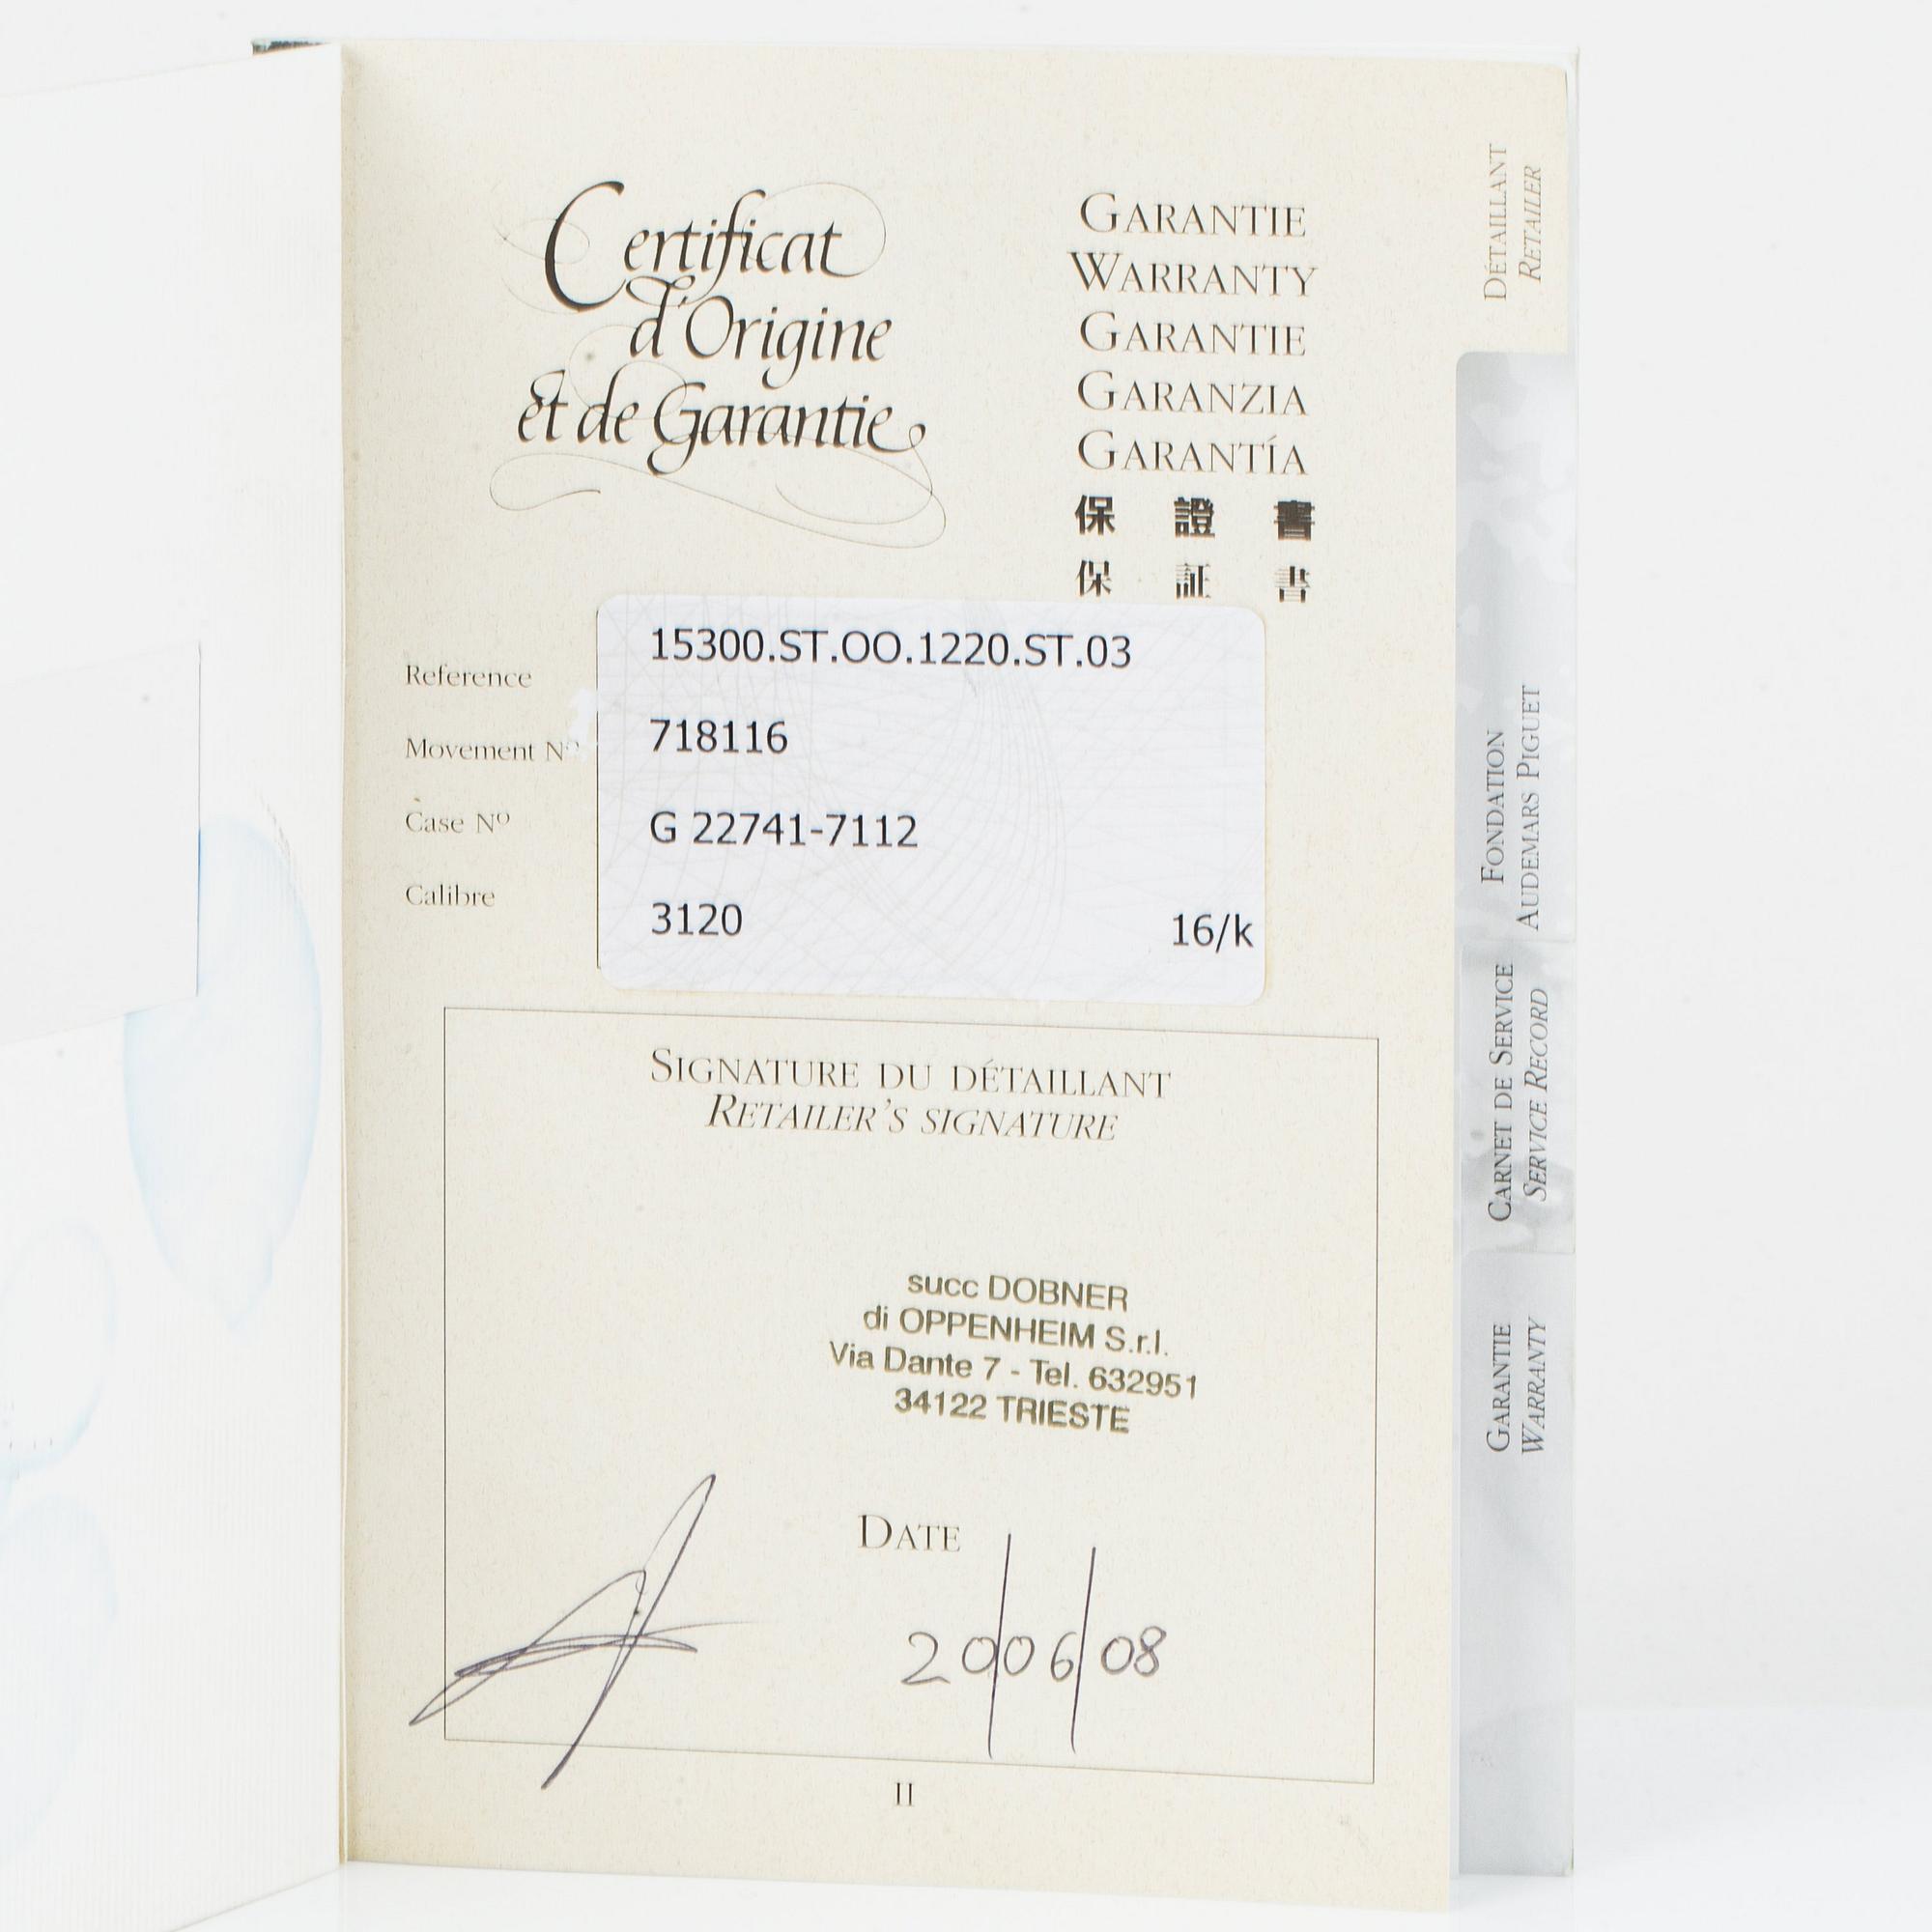 Certificat
d'Origine
et de Garantie
GARANTIE
WARRANTY
GARANTIE
GARANZIA
GARANTÍA
保 證 書
保 証 書
Reference 15300.ST.OO.1220.ST.03
Movement Nº 718116
Case Nº G 22741-7112
Calibre 3120 16/k
SIGNATURE DU DÉTAILLANT
RETAILER'S SIGNATURE
succ DOBNER
di OPPENHEIM S.r.l.
Via Dante 7 - Tel. 632951
34122 TRIESTE
DATE
20/06/08
II
DÉTAILLANT
RETAILER
FONDATION
AUDEMARS PIGUET
CARNET DE SERVICE
SERVICE RECORD
GARANTIE
WARRANTY